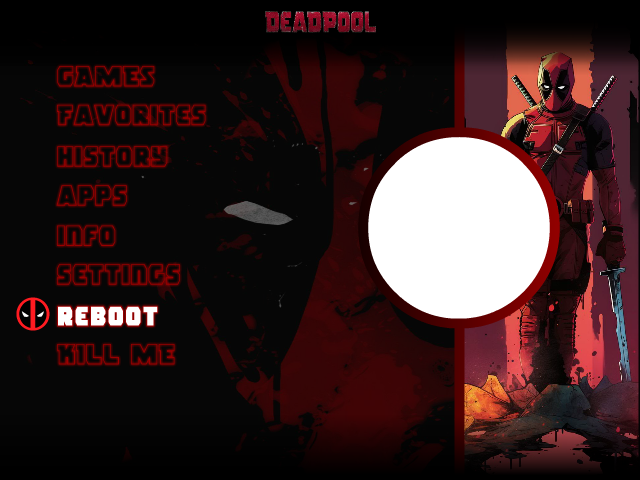 DEADPOOL
GAMES
FAVORITES
HISTORY
APPS
INFO
SETTINGS
REBOOT
KILL ME